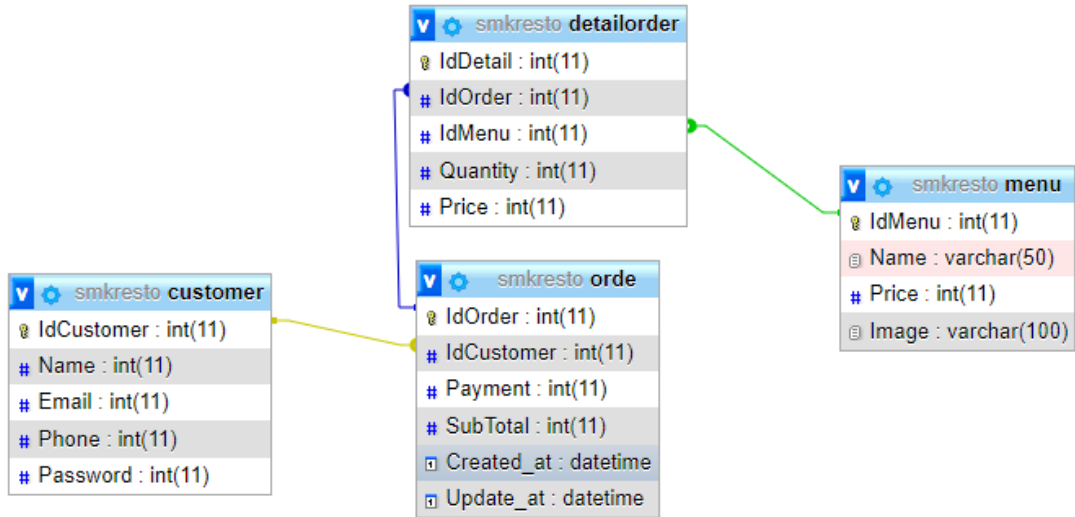 smkresto detailorder
IdDetail : int(11)
# IdOrder : int(11)
# IdMenu : int(11)
# Quantity : int(11)
# Price : int(11)
smkresto menu
IdMenu : int(11)
Name : varchar(50)
# Price : int(11)
Image : varchar(100)
smkresto customer
IdCustomer : int(11)
# Name : int(11)
# Email : int(11)
# Phone : int(11)
# Password : int(11)
smkresto orde
IdOrder : int(11)
# IdCustomer : int(11)
# Payment : int(11)
# SubTotal : int(11)
Created_at : datetime
Update_at : datetime